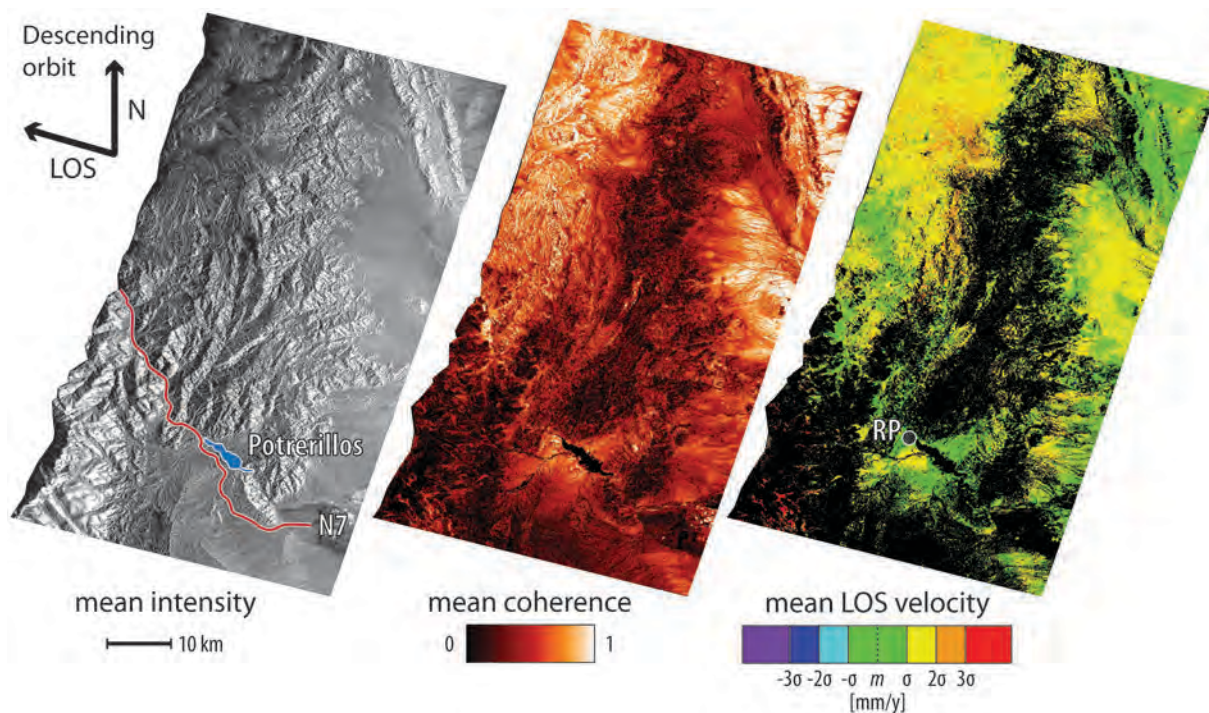 Descending
orbit
N
LOS
Potrerillos
N7
RP
mean intensity
10 km
mean coherence
0
1
mean LOS velocity
-3σ -2σ -σ m σ 2σ 3σ
[mm/y]